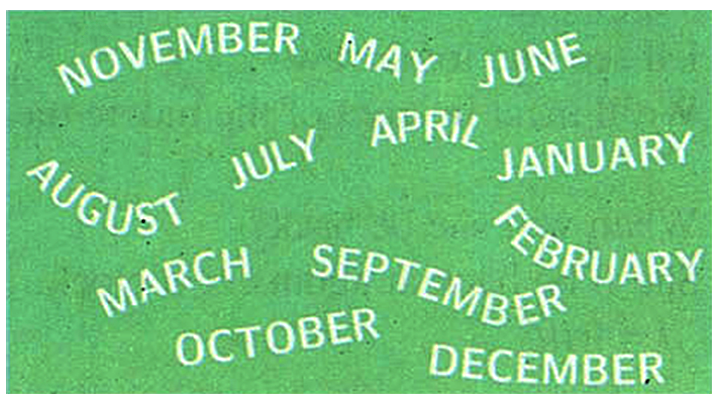 NOVEMBER MAY JUNE
JULY APRIL JANUARY
AUGUST
FEBRUARY
MARCH SEPTEMBER
OCTOBER DECEMBER